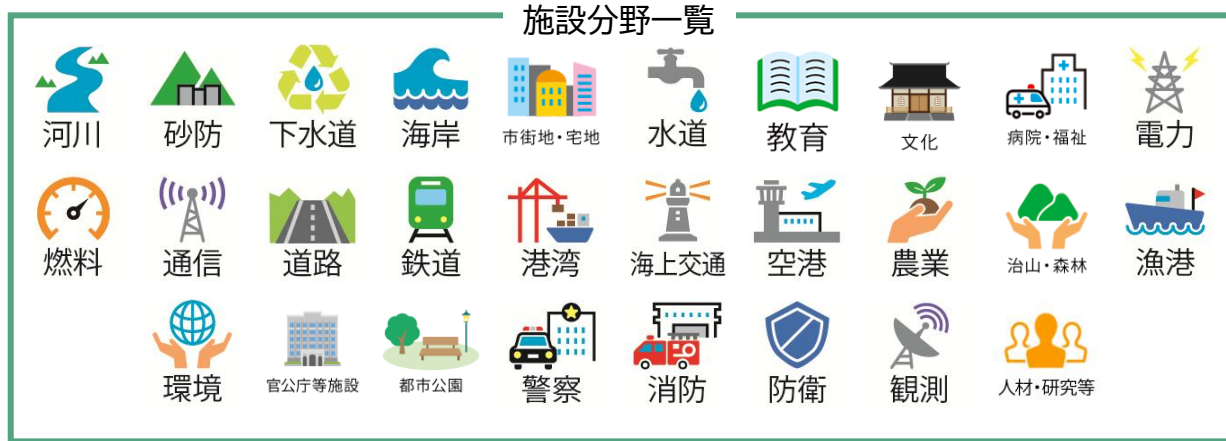 施設分野一覧
河川 砂防 下水道 海岸 市街地・宅地 水道 教育 文化 病院・福祉 電力
燃料 通信 道路 鉄道 港湾 海上交通 空港 農業 治山・森林 漁港
環境 官公庁等施設 都市公園 警察 消防 防衛 観測 人材・研究等